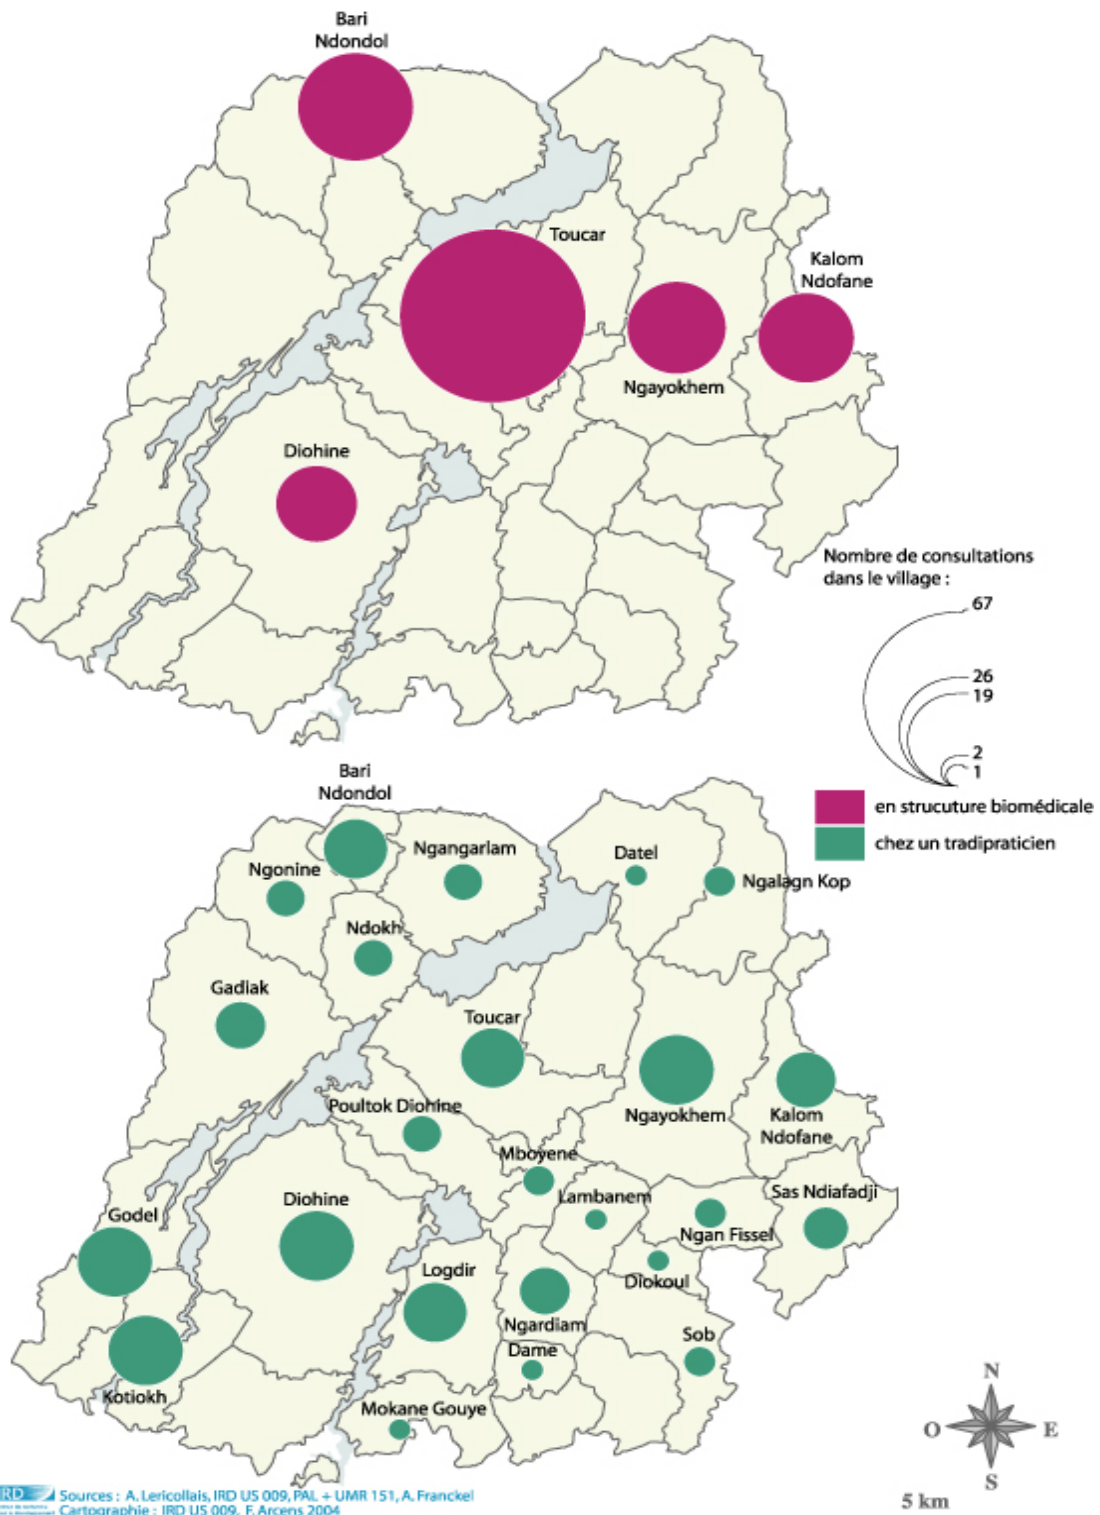 Bari
Ndondol
Toucar
Kalom
Ndofane
Ngayokhem
Diohine
Nombre de consultations
dans le village :
67
26
19
2
1
en strucuture biomédicale
chez un tradipraticien
Bari
Ndondol
Ngonine
Ngangarlam
Datel
Ngalagn Kop
Ndokh
Gadiak
Toucar
Ngayokhem
Kalom
Ndofane
Poultok Diohine
Mboyene
Lambanem
Sas Ndiafadji
Ngan Fissel
Diohine
Godel
Logdir
Diokoul
Ngardiam
Dame
Sob
Kotiokh
Mokane Gouye
N
O
E
S
5 km
IRD
Sources : A. Lericollais, IRD US 009, PAL + UMR 151, A. Franckel
Cartographie : IRD US 009, F. Arcens 2004